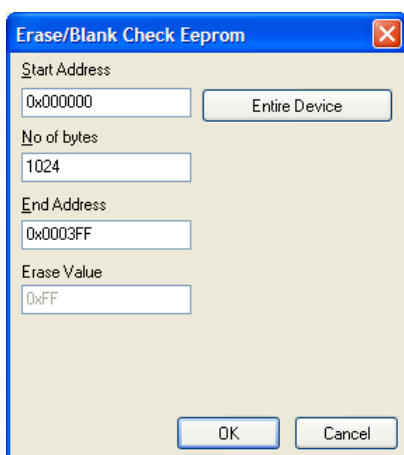 Erase/Blank Check Eeprom
Start Address
0x000000
Entire Device
No of bytes
1024
End Address
0x0003FF
Erase Value
0xFF
OK
Cancel